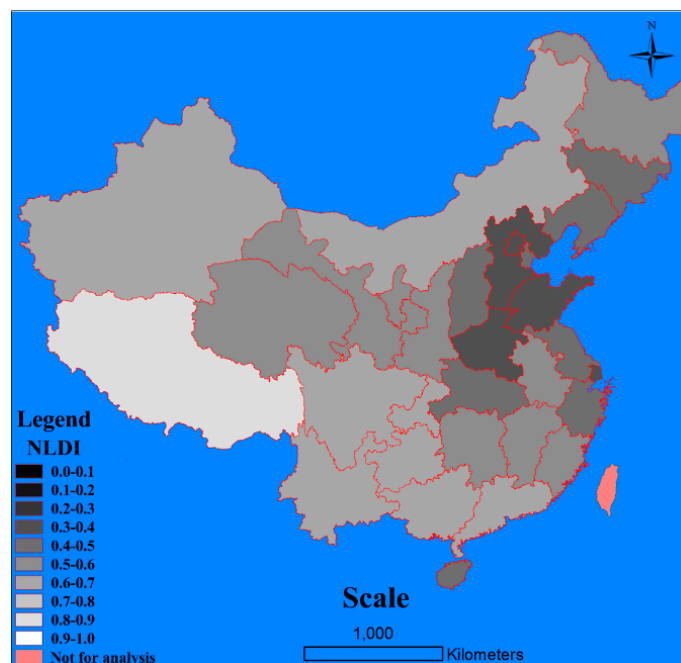 N
Legend
NLDI
0.0-0.1
0.1-0.2
0.2-0.3
0.3-0.4
0.4-0.5
0.5-0.6
0.6-0.7
0.7-0.8
0.8-0.9
0.9-1.0
Not for analysis
Scale
1,000
Kilometers